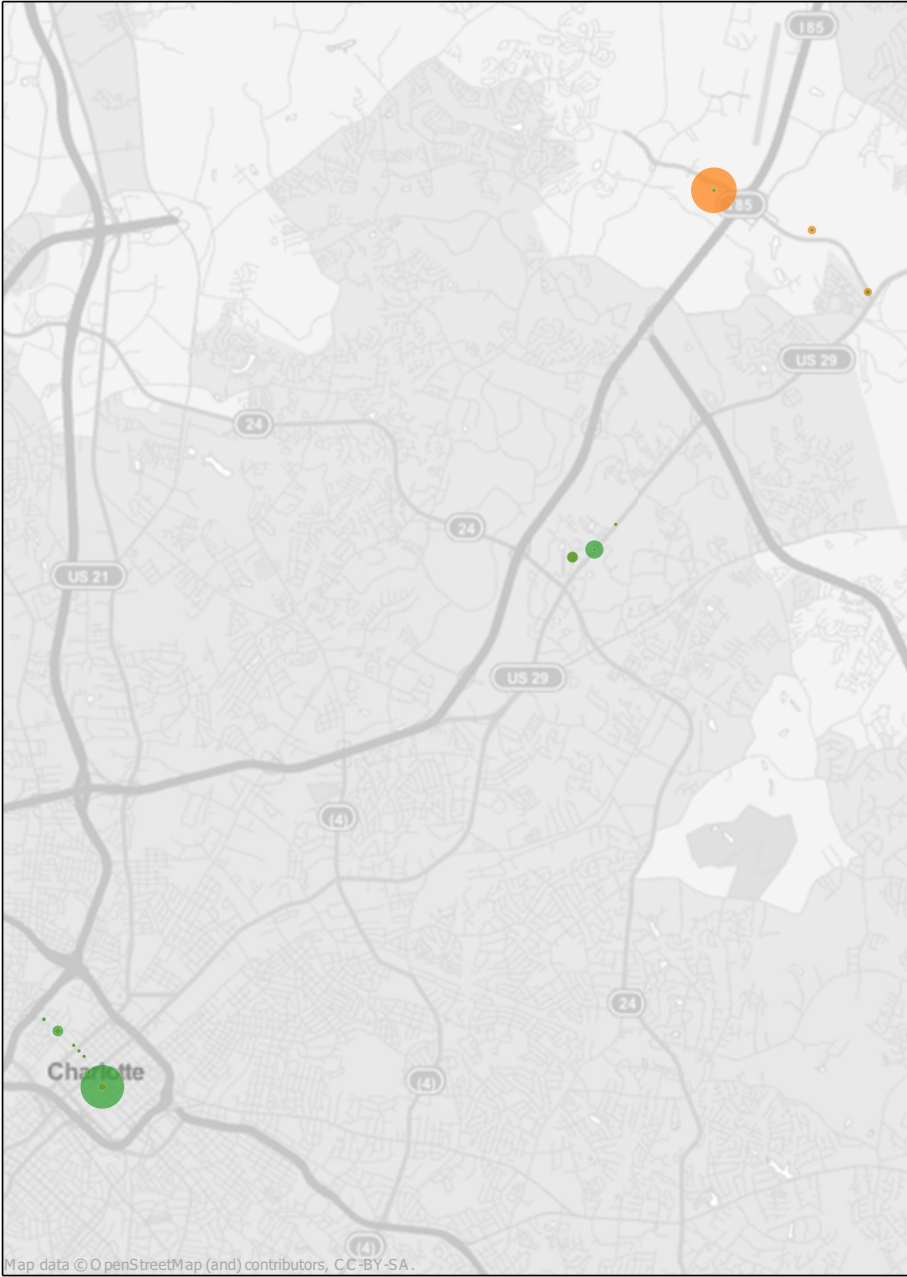 I85
I85
US 29
24
24
US 21
US 29
(4)
24
Charlotte
(4)
(4)
Map data © OpenStreetMap (and) contributors, CC-BY-SA.